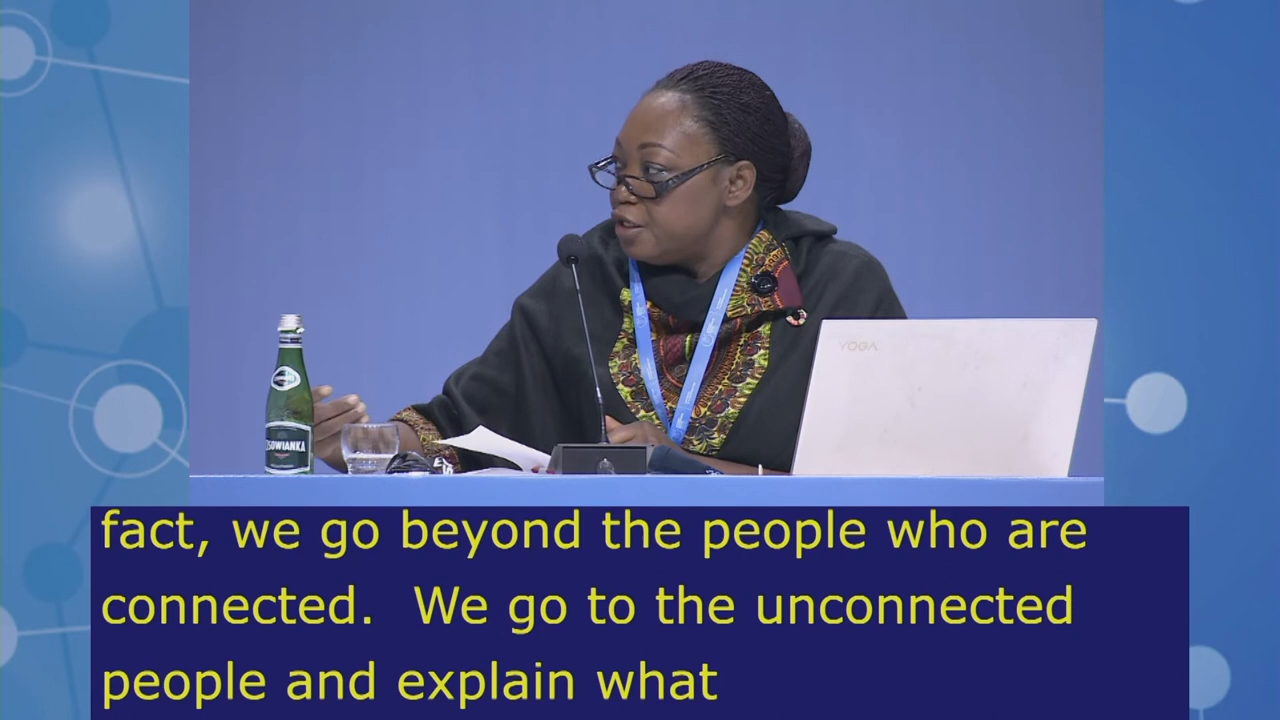 YOGA
SOWIANKA
fact, we go beyond the people who are
connected.  We go to the unconnected
people and explain what